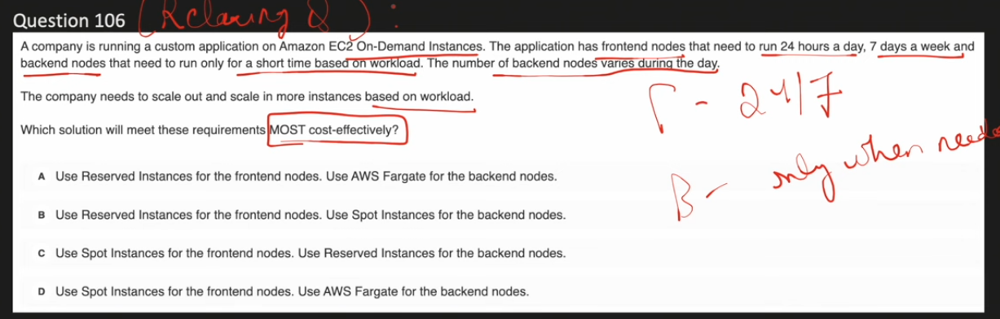 Question 106 (Relaxing Q) :
A company is running a custom application on Amazon EC2 On-Demand Instances. The application has frontend nodes that need to run 24 hours a day, 7 days a week and
backend nodes that need to run only for a short time based on workload. The number of backend nodes varies during the day.
The company needs to scale out and scale in more instances based on workload.
Which solution will meet these requirements MOST cost-effectively?
A Use Reserved Instances for the frontend nodes. Use AWS Fargate for the backend nodes.
B Use Reserved Instances for the frontend nodes. Use Spot Instances for the backend nodes.
C Use Spot Instances for the frontend nodes. Use Reserved Instances for the backend nodes.
D Use Spot Instances for the frontend nodes. Use AWS Fargate for the backend nodes.
F - 24/7
B - only when need